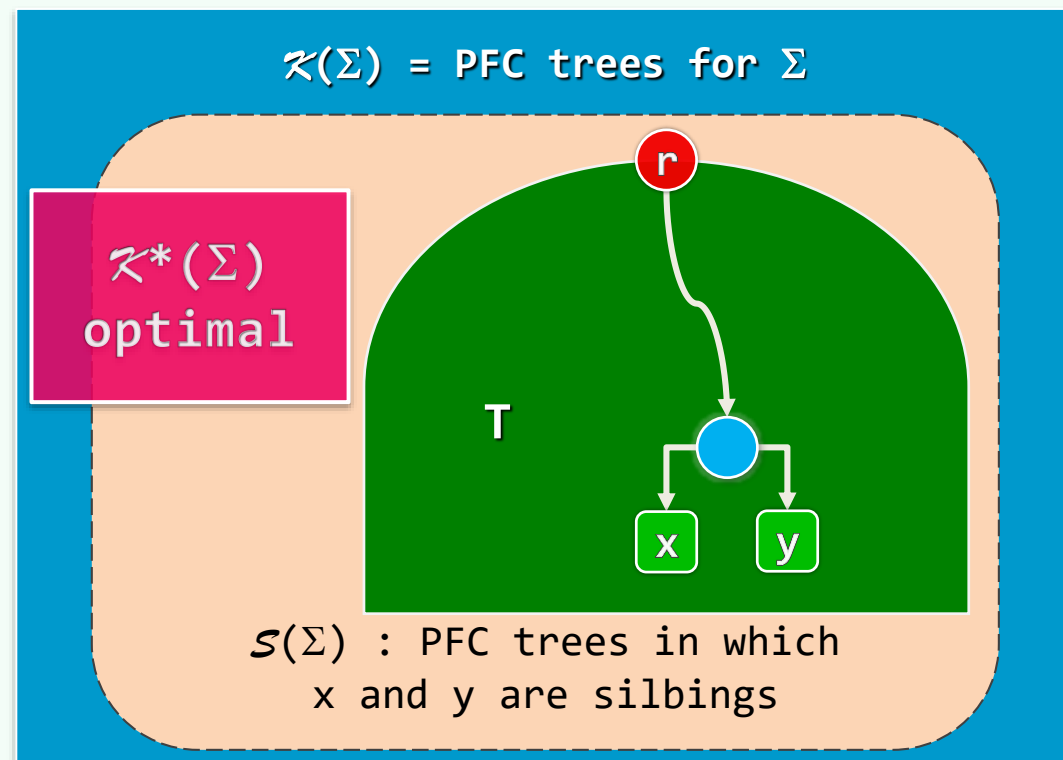 𝒦(Σ) = PFC trees for Σ
r
𝒦*(Σ)
optimal
T
x
y
𝒮(Σ) : PFC trees in which
x and y are silbings